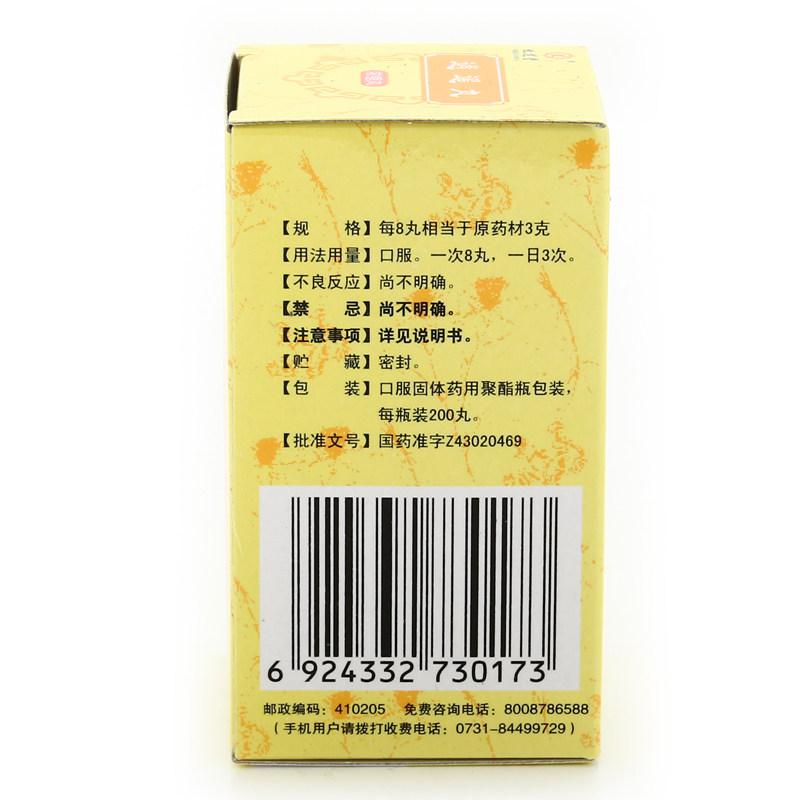 【规　　格】每8丸相当于原药材3克
【用法用量】口服。一次8丸，一日3次。
【不良反应】尚不明确。
【禁　　忌】尚不明确。
【注意事项】详见说明书。
【贮　　藏】密封。
【包　　装】口服固体药用聚酯瓶包装，
每瓶装200丸。
【批准文号】国药准字Z43020469
6 924332 730173
邮政编码：410205　免费咨询电话：8008786588
（手机用户请拨打收费电话：0731-84499729）